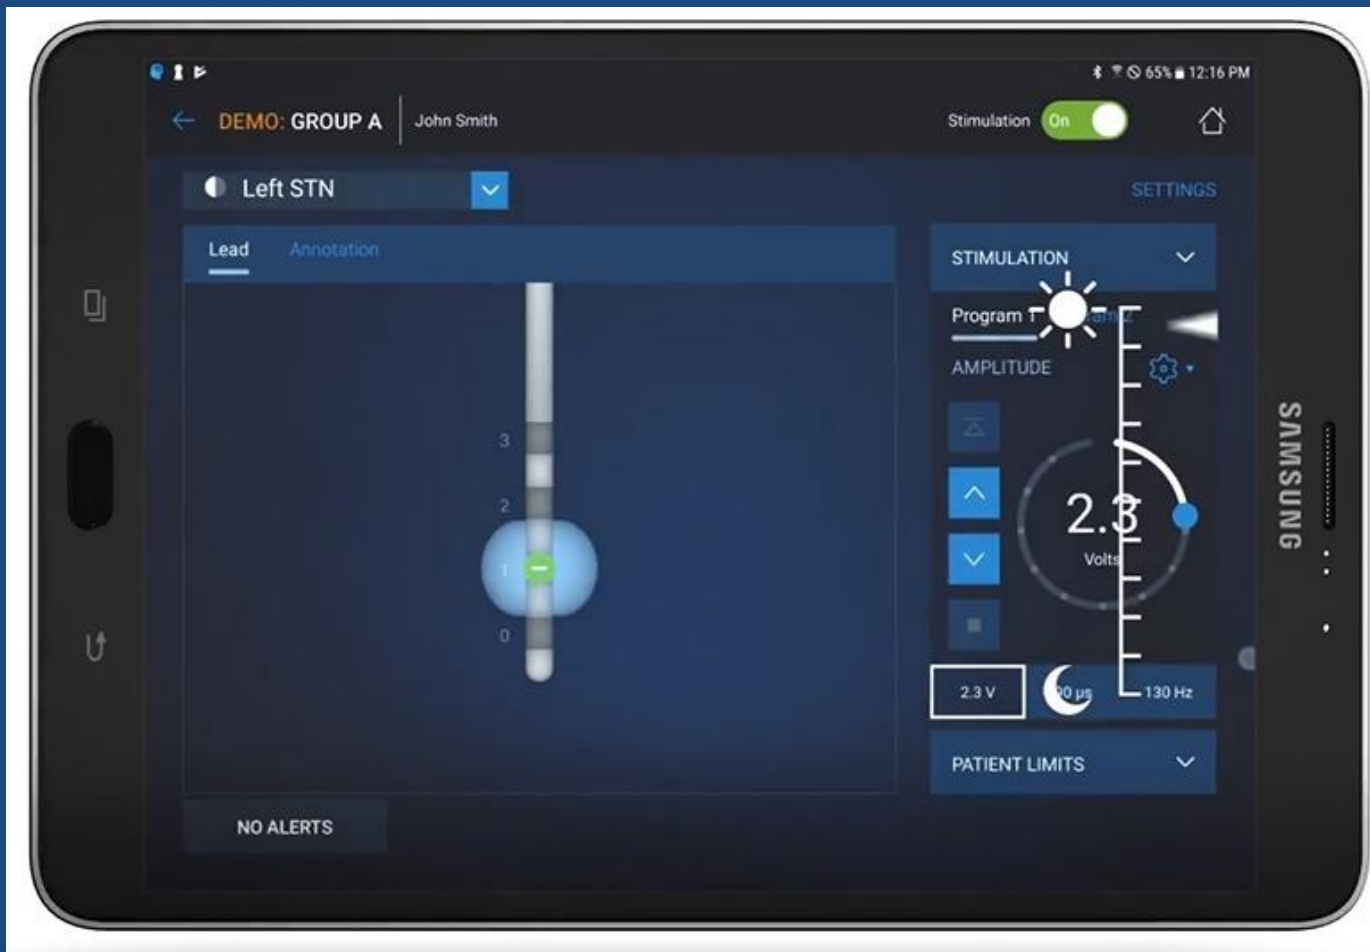 65% 12:16 PM
DEMO: GROUP A John Smith Stimulation On
Left STN
SETTINGS
Lead Annotation
STIMULATION
Program 1
AMPLITUDE
3
2
1
0
2.3
Volts
2.3 V 130 Hz
PATIENT LIMITS
NO ALERTS
SAMSUNG